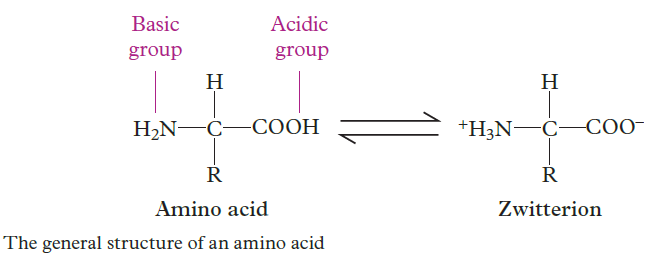 Basic group
Acidic group
H
H
H₂N—C—COOH
⁺H₃N—C—COO⁻
R
R
Amino acid
Zwitterion
The general structure of an amino acid